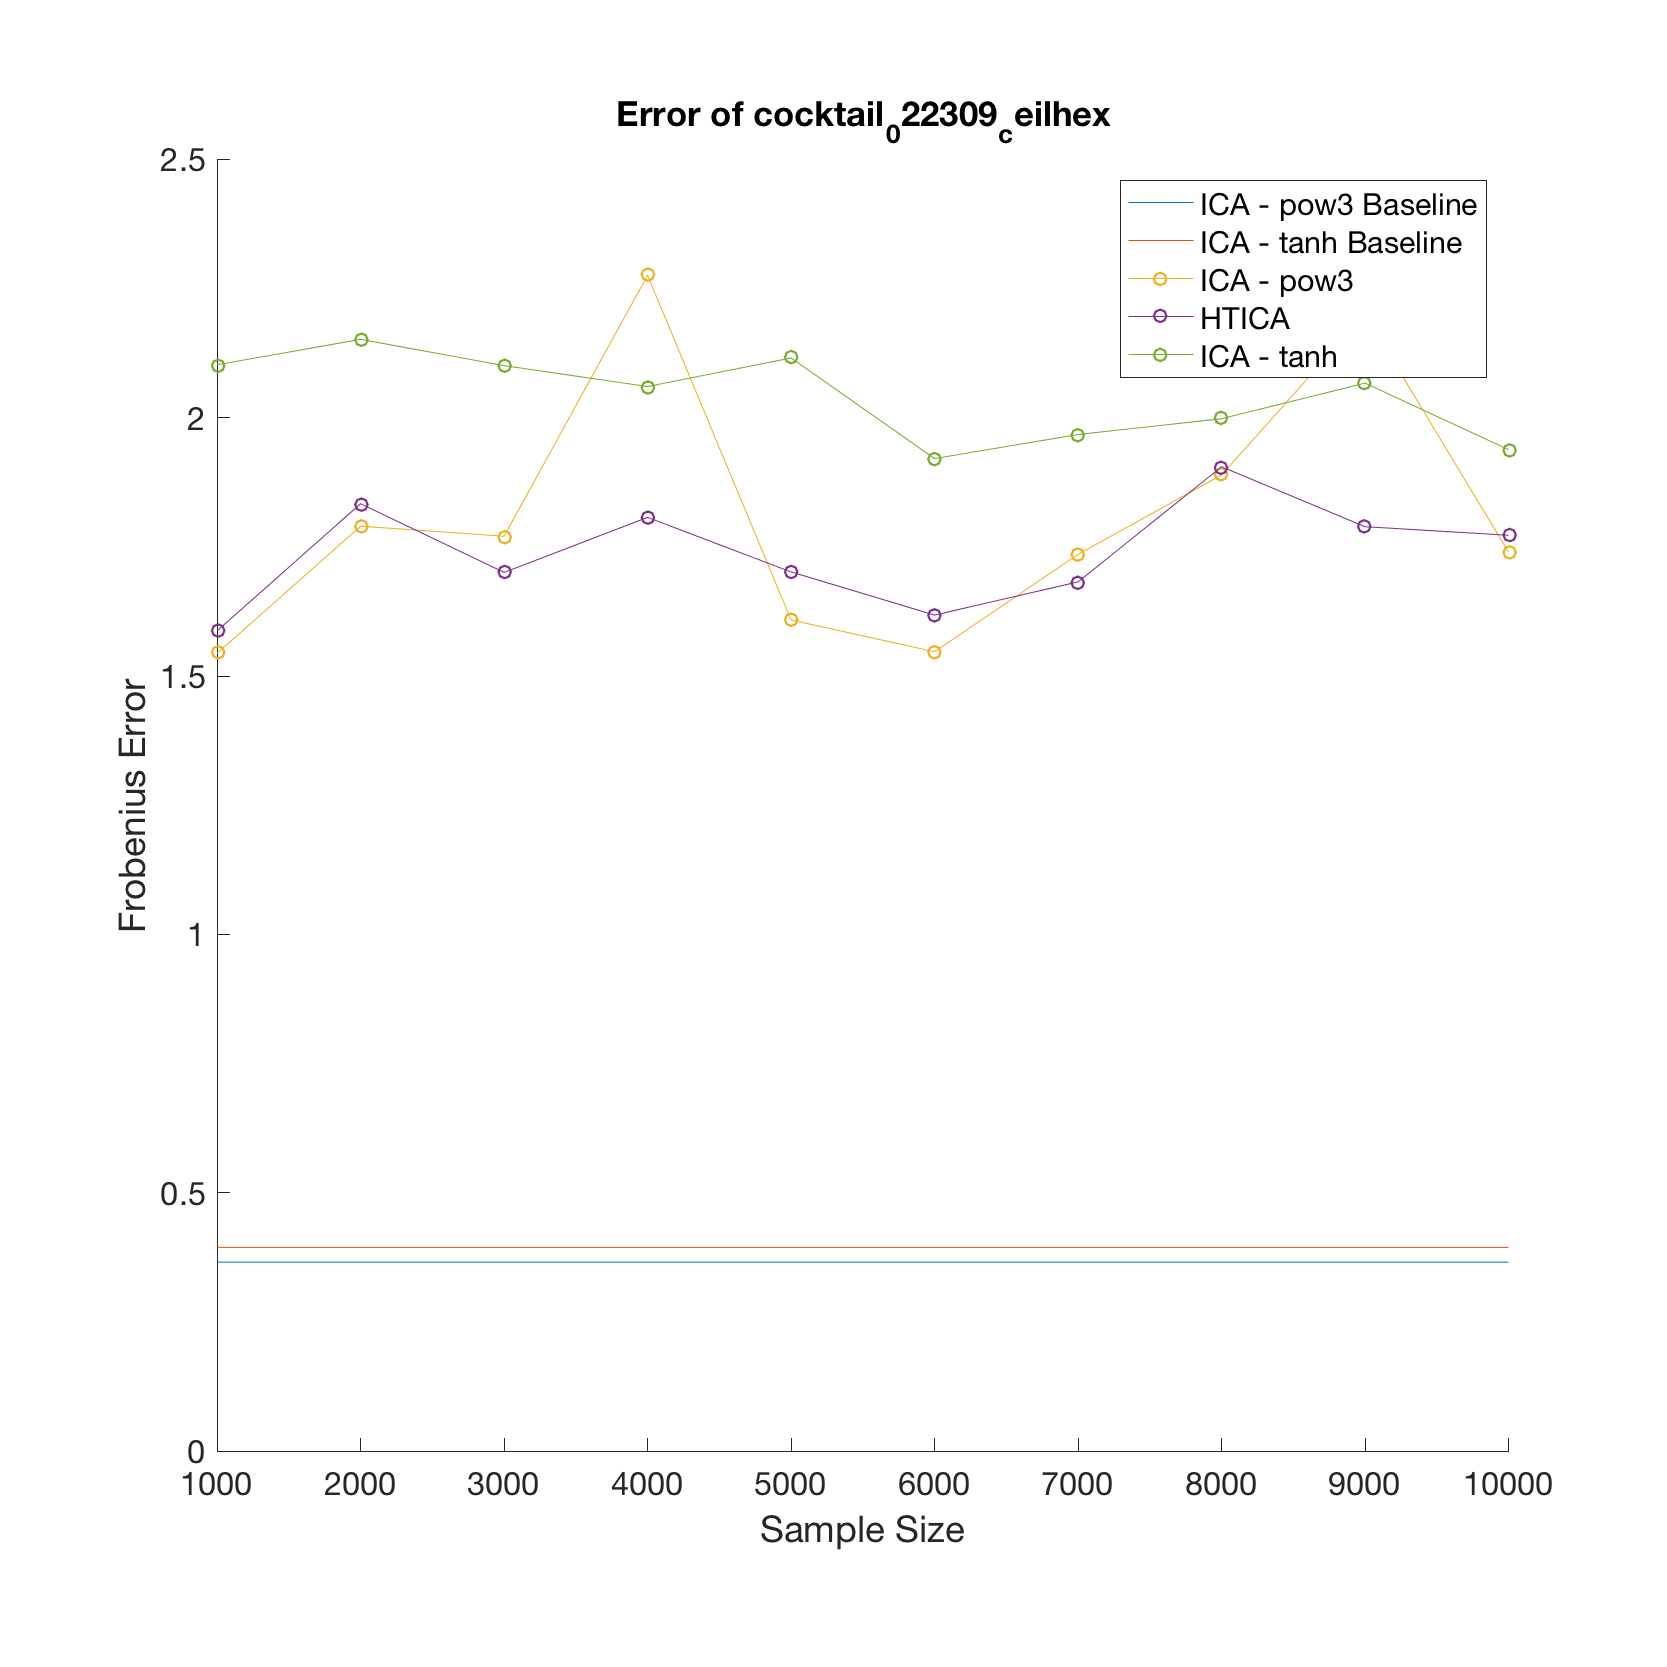 Error of cocktail_022309_ceilhex
2.5
2
1.5
1
0.5
0
Frobenius Error
ICA - pow3 Baseline
ICA - tanh Baseline
ICA - pow3
HTICA
ICA - tanh
1000 2000 3000 4000 5000 6000 7000 8000 9000 10000
Sample Size